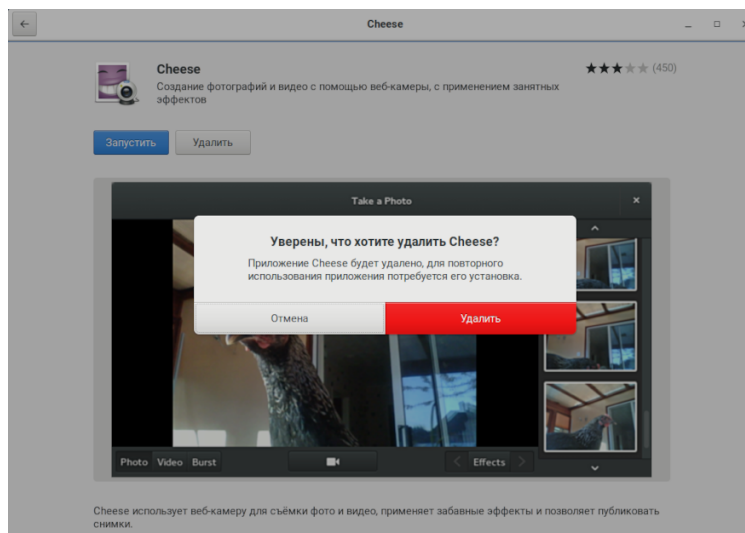 Cheese
Cheese
★★★★★ (450)
Создание фотографий и видео с помощью веб-камеры, с применением занятных
эффектов
Запустить Удалить
Take a Photo
Уверены, что хотите удалить Cheese?
Приложение Cheese будет удалено, для повторного
использования приложения потребуется его установка.
Отмена Удалить
Photo Video Burst Effects
Cheese использует веб-камеру для съёмки фото и видео, применяет забавные эффекты и позволяет публиковать
снимки.